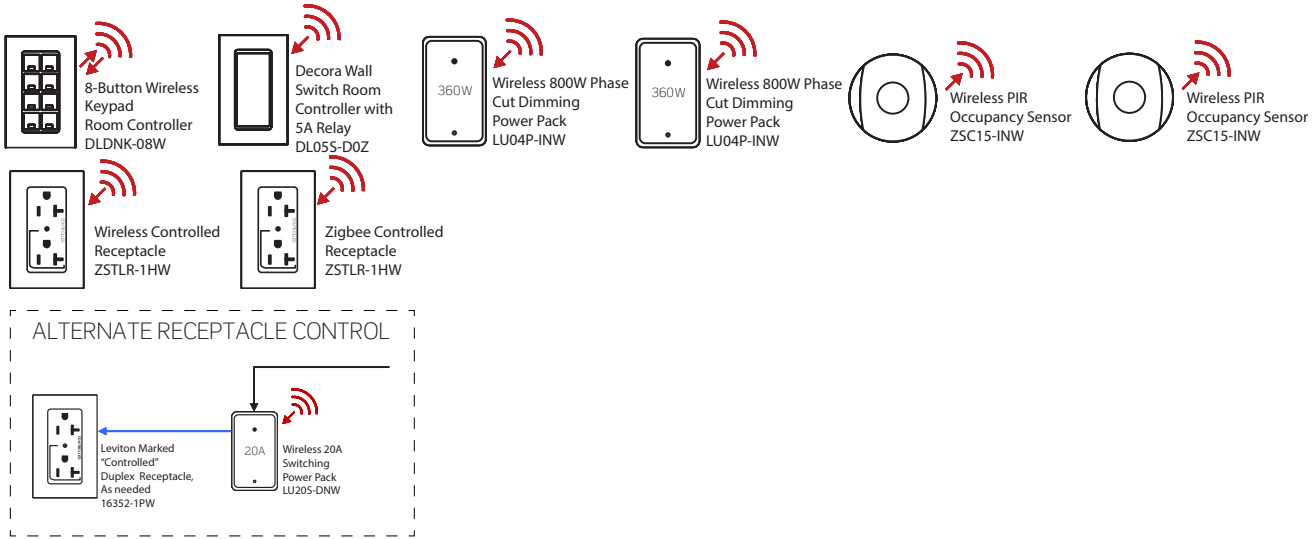 8-Button Wireless
Keypad
Room Controller
DLDNK-08W
Decora Wall
Switch Room
Controller with
5A Relay
DL05S-D0Z
360W
Wireless 800W Phase
Cut Dimming
Power Pack
LU04P-INW
360W
Wireless 800W Phase
Cut Dimming
Power Pack
LU04P-INW
Wireless PIR
Occupancy Sensor
ZSC15-INW
Wireless PIR
Occupancy Sensor
ZSC15-INW
Wireless Controlled
Receptacle
ZSTLR-1HW
Zigbee Controlled
Receptacle
ZSTLR-1HW
ALTERNATE RECEPTACLE CONTROL
Leviton Marked
“Controlled”
Duplex Receptacle,
As needed
16352-1PW
20A
Wireless 20A
Switching
Power Pack
LU20S-DNW